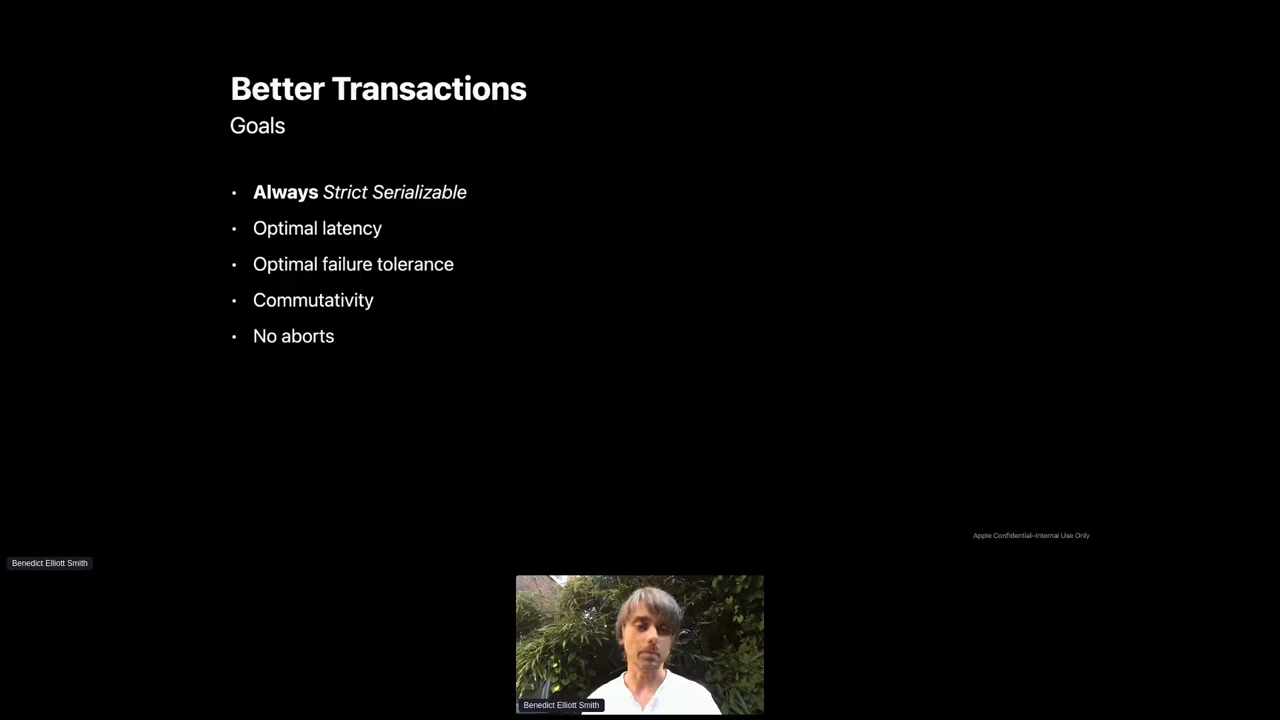 Better Transactions
Goals
• Always Strict Serializable
• Optimal latency
• Optimal failure tolerance
• Commutativity
• No aborts
Apple Confidential–Internal Use Only
Benedict Elliott Smith
Benedict Elliott Smith